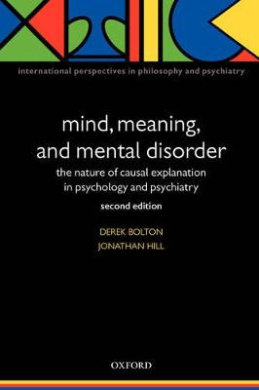 international perspectives in philosophy and psychiatry
mind, meaning,
and mental disorder
the nature of causal explanation
in psychology and psychiatry
second edition
DEREK BOLTON
JONATHAN HILL
OXFORD